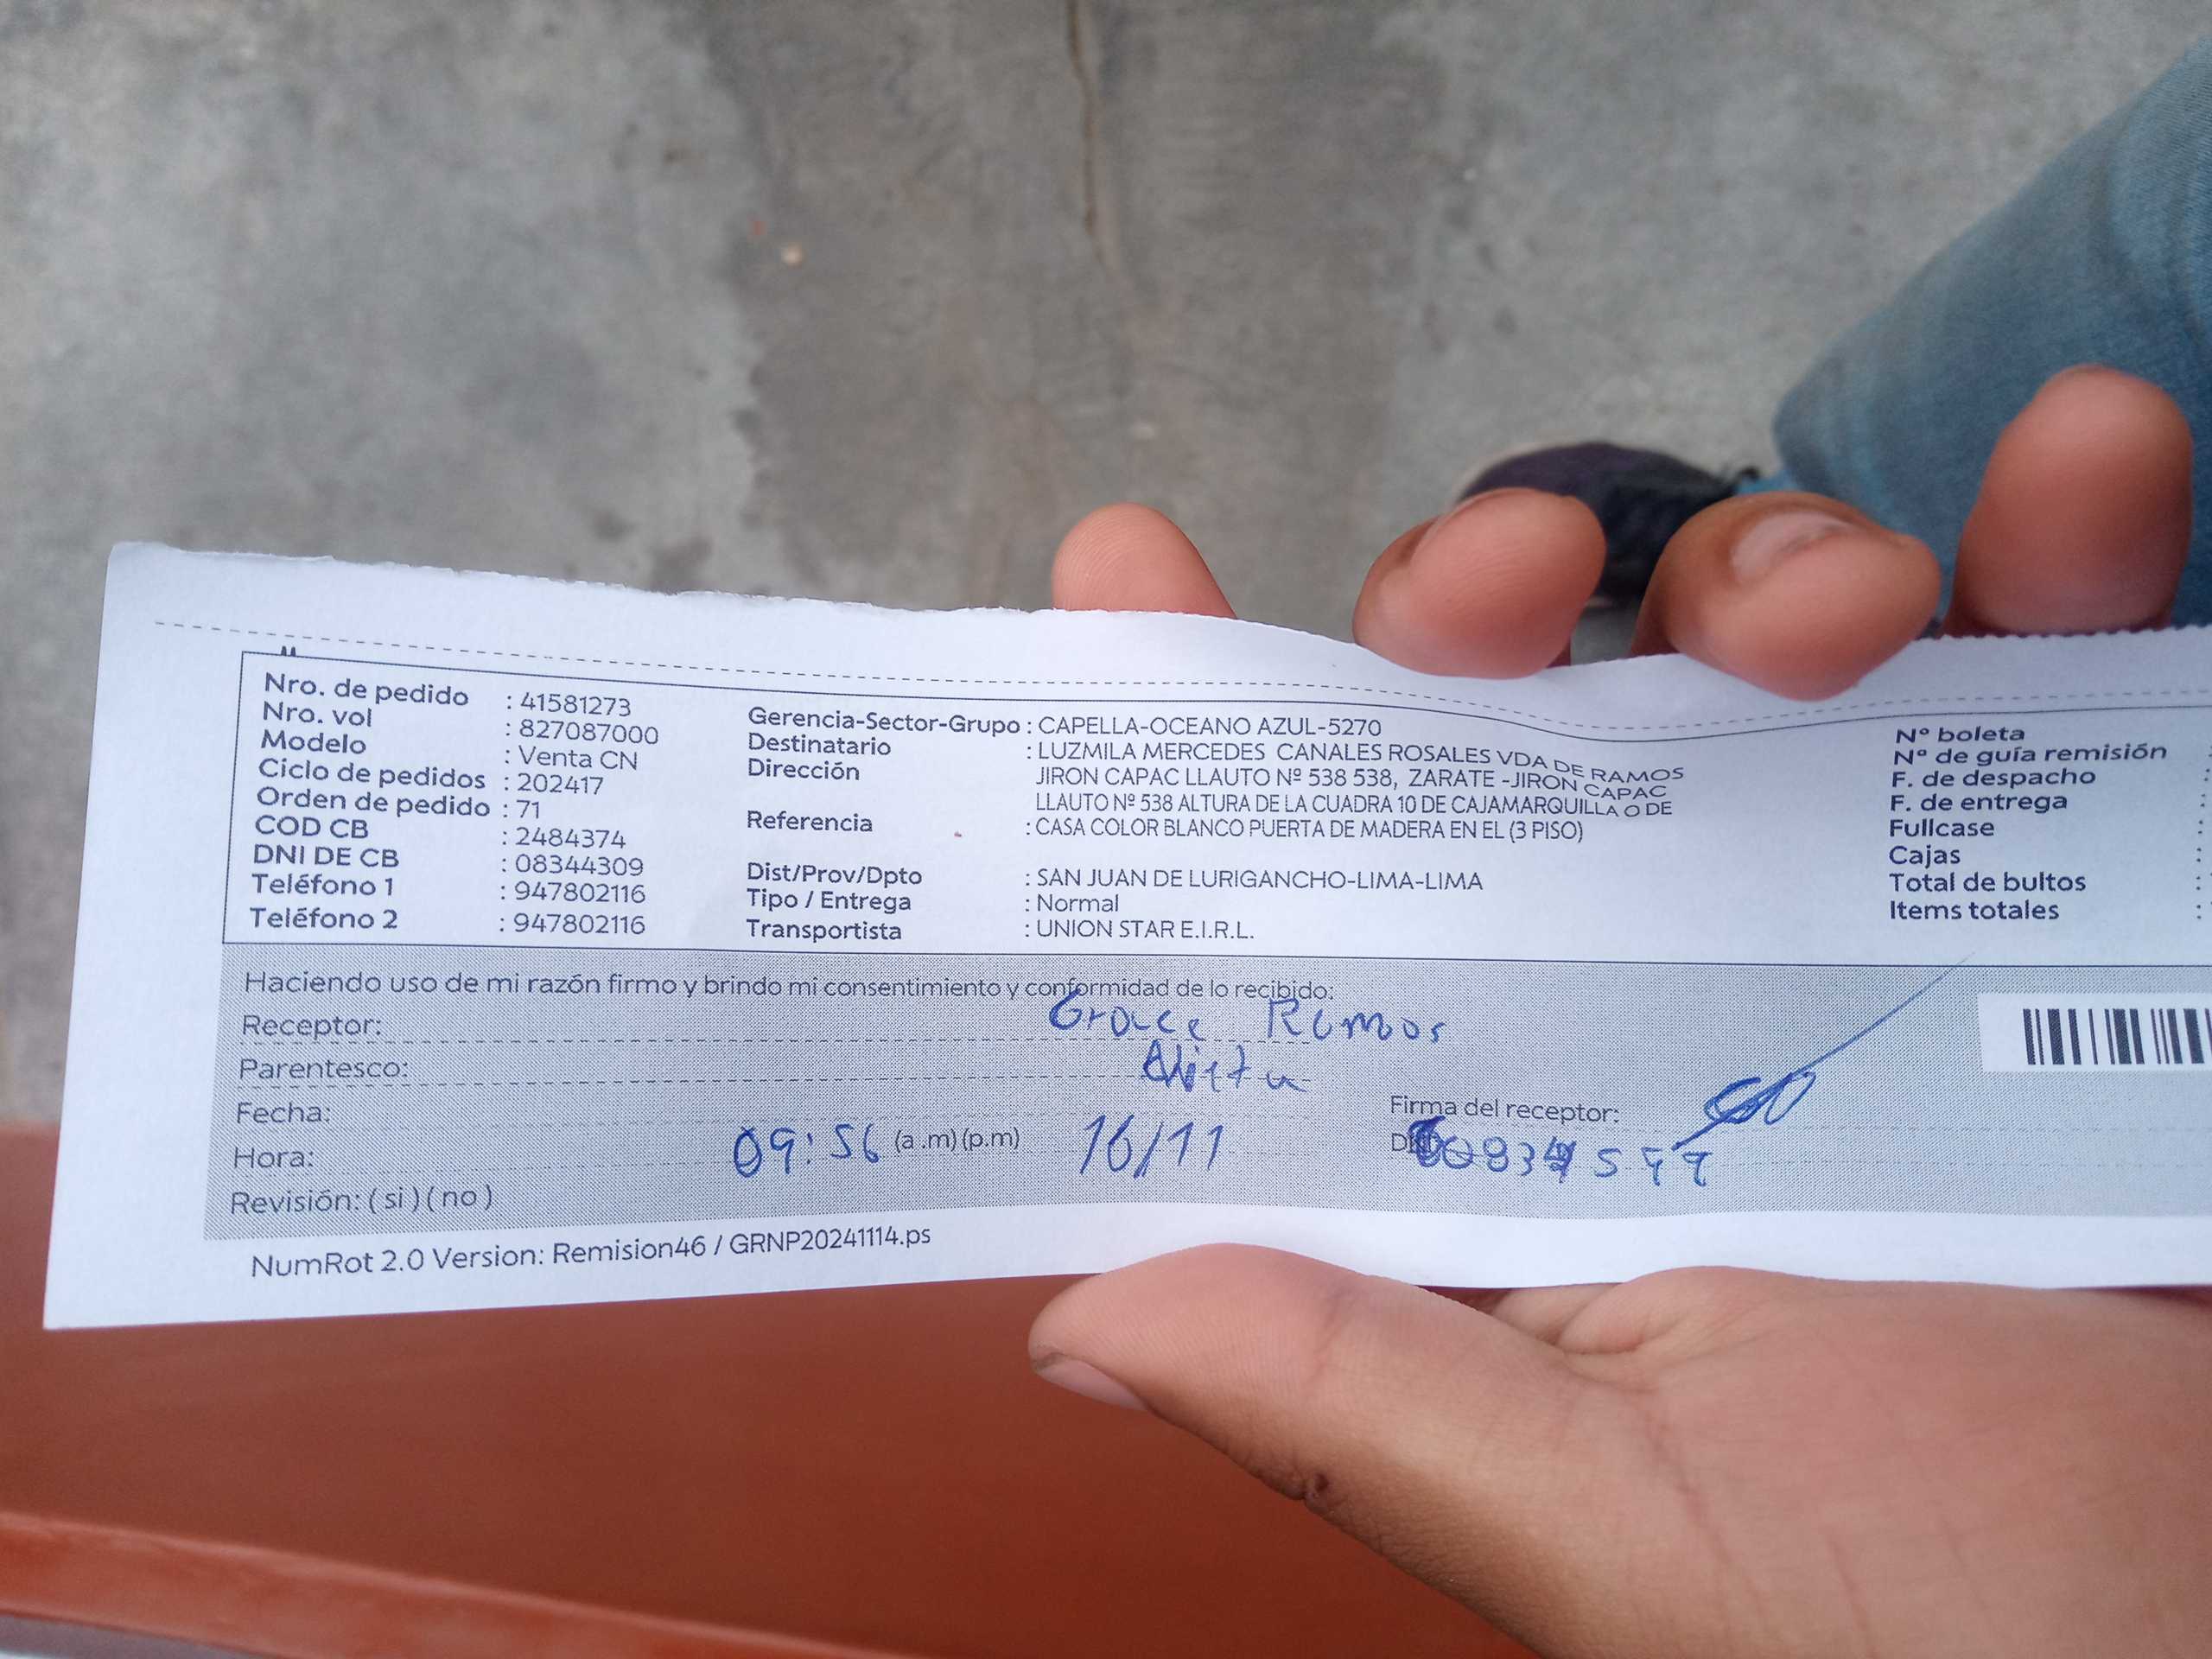 Nro. de pedido : 41581273
Nro. vol : 827087000
Modelo : Venta CN
Ciclo de pedidos : 202417
Orden de pedido : 71
COD CB : 2484374
DNI DE CB : 08344309
Teléfono 1 : 947802116
Teléfono 2 : 947802116
Gerencia-Sector-Grupo : CAPELLA-OCEANO AZUL-5270
Destinatario : LUZMILA MERCEDES CANALES ROSALES VDA DE RAMOS
Dirección JIRON CAPAC LLAUTO Nº 538 538, ZARATE -JIRON CAPAC
LLAUTO Nº 538 ALTURA DE LA CUADRA 10 DE CAJAMARQUILLA O DE
Referencia : CASA COLOR BLANCO PUERTA DE MADERA EN EL (3 PISO)
Dist/Prov/Dpto : SAN JUAN DE LURIGANCHO-LIMA-LIMA
Tipo / Entrega : Normal
Transportista : UNION STAR E.I.R.L.
Nº boleta
Nº de guía remisión :
F. de despacho :
F. de entrega :
Fullcase :
Cajas :
Total de bultos :
Items totales :
Haciendo uso de mi razón firmo y brindo mi consentimiento y conformidad de lo recibido:
Receptor: Grace Ramos
Parentesco:
Fecha:
Hora: 09:56 (a.m) (p.m) 16/11
Firma del receptor:
Revisión: ( si ) ( no )
NumRot 2.0 Version: Remision46 / GRNP20241114.ps